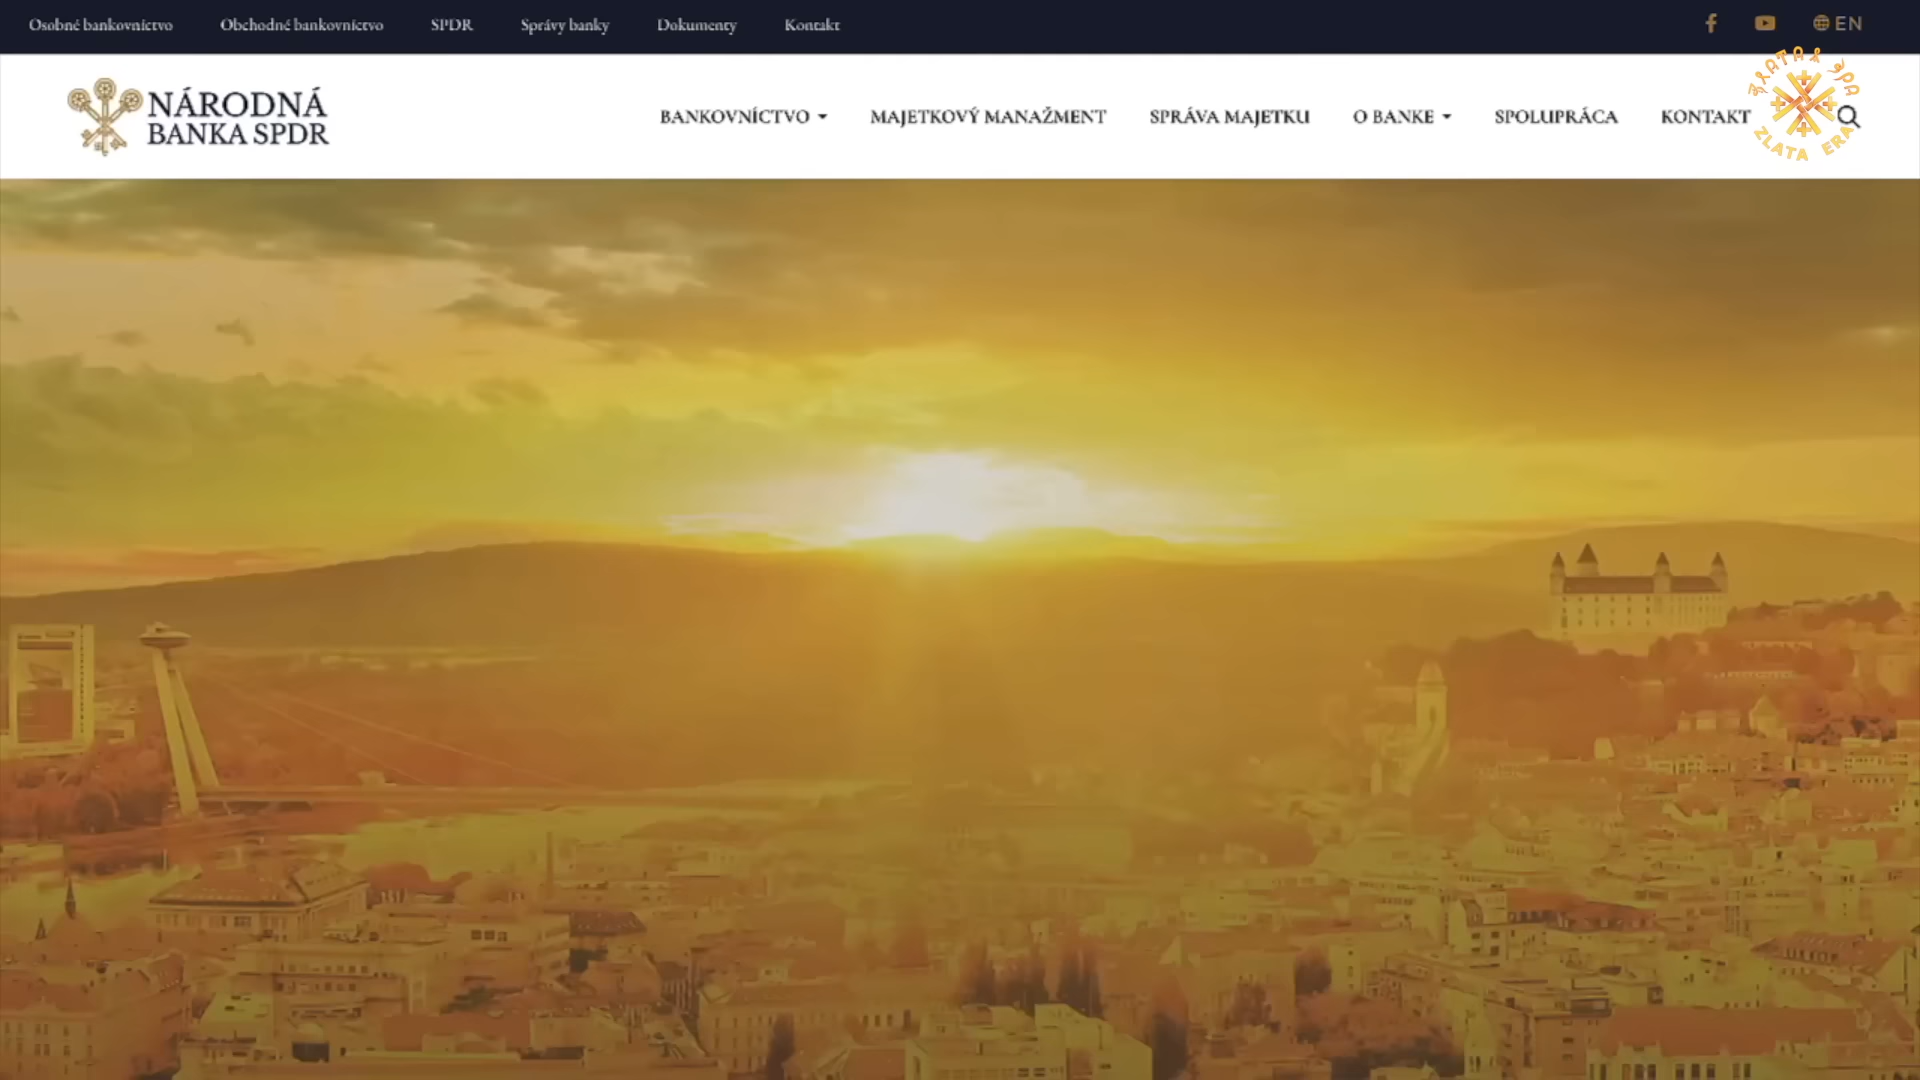 Osobné bankovníctvo Obchodné bankovníctvo SPDR Správy banky Dokumenty Kontakt EN
NÁRODNÁ
BANKA SPDR
BANKOVNÍCTVO MAJETKOVÝ MANAŽMENT SPRÁVA MAJETKU O BANKE SPOLUPRÁCA KONTAKT
ZLATA ERA